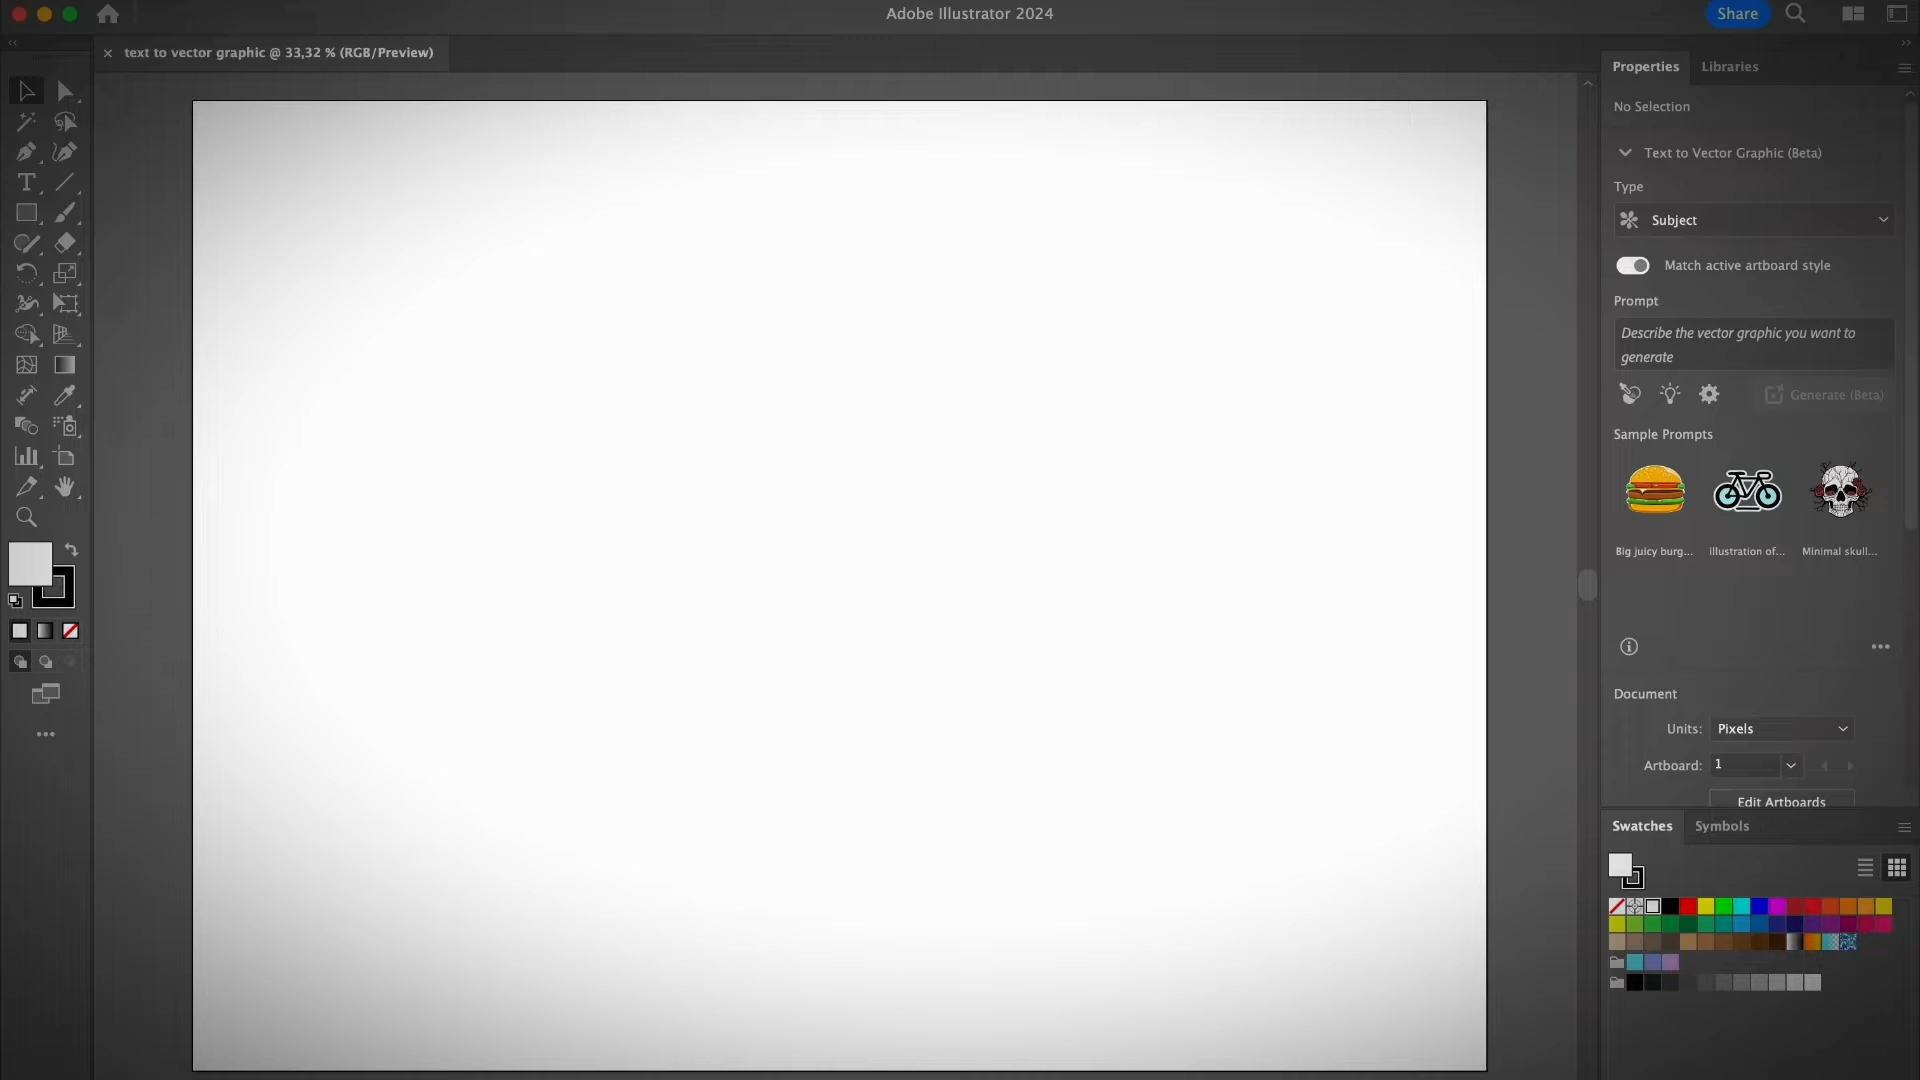 Adobe Illustrator 2024
Share
text to vector graphic @ 33,32 % (RGB/Preview)
Properties
Libraries
No Selection
Text to Vector Graphic (Beta)
Type
Subject
Match active artboard style
Prompt
Describe the vector graphic you want to
generate
Generate (Beta)
Sample Prompts
Big juicy burg...
illustration of...
Minimal skull...
Document
Units:
Pixels
Artboard:
1
Edit Artboards
Swatches
Symbols